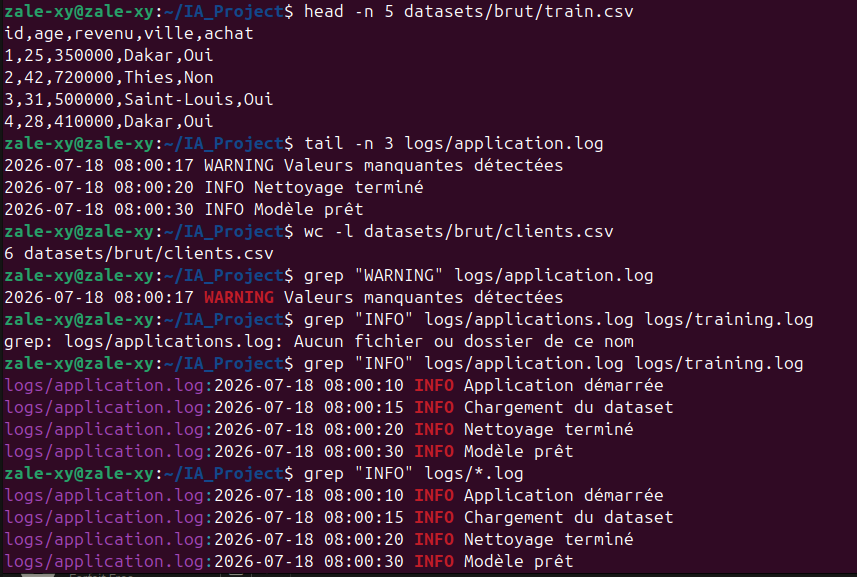 zale-xy@zale-xy:~/IA_Project$ head -n 5 datasets/brut/train.csv
id,age,revenu,ville,achat
1,25,350000,Dakar,Oui
2,42,720000,Thies,Non
3,31,500000,Saint-Louis,Oui
4,28,410000,Dakar,Oui
zale-xy@zale-xy:~/IA_Project$ tail -n 3 logs/application.log
2026-07-18 08:00:17 WARNING Valeurs manquantes détectées
2026-07-18 08:00:20 INFO Nettoyage terminé
2026-07-18 08:00:30 INFO Modèle prêt
zale-xy@zale-xy:~/IA_Project$ wc -l datasets/brut/clients.csv
6 datasets/brut/clients.csv
zale-xy@zale-xy:~/IA_Project$ grep "WARNING" logs/application.log
2026-07-18 08:00:17 WARNING Valeurs manquantes détectées
zale-xy@zale-xy:~/IA_Project$ grep "INFO" logs/applications.log logs/training.log
grep: logs/applications.log: Aucun fichier ou dossier de ce nom
zale-xy@zale-xy:~/IA_Project$ grep "INFO" logs/application.log logs/training.log
logs/application.log:2026-07-18 08:00:10 INFO Application démarrée
logs/application.log:2026-07-18 08:00:15 INFO Chargement du dataset
logs/application.log:2026-07-18 08:00:20 INFO Nettoyage terminé
logs/application.log:2026-07-18 08:00:30 INFO Modèle prêt
zale-xy@zale-xy:~/IA_Project$ grep "INFO" logs/*.log
logs/application.log:2026-07-18 08:00:10 INFO Application démarrée
logs/application.log:2026-07-18 08:00:15 INFO Chargement du dataset
logs/application.log:2026-07-18 08:00:20 INFO Nettoyage terminé
logs/application.log:2026-07-18 08:00:30 INFO Modèle prêt